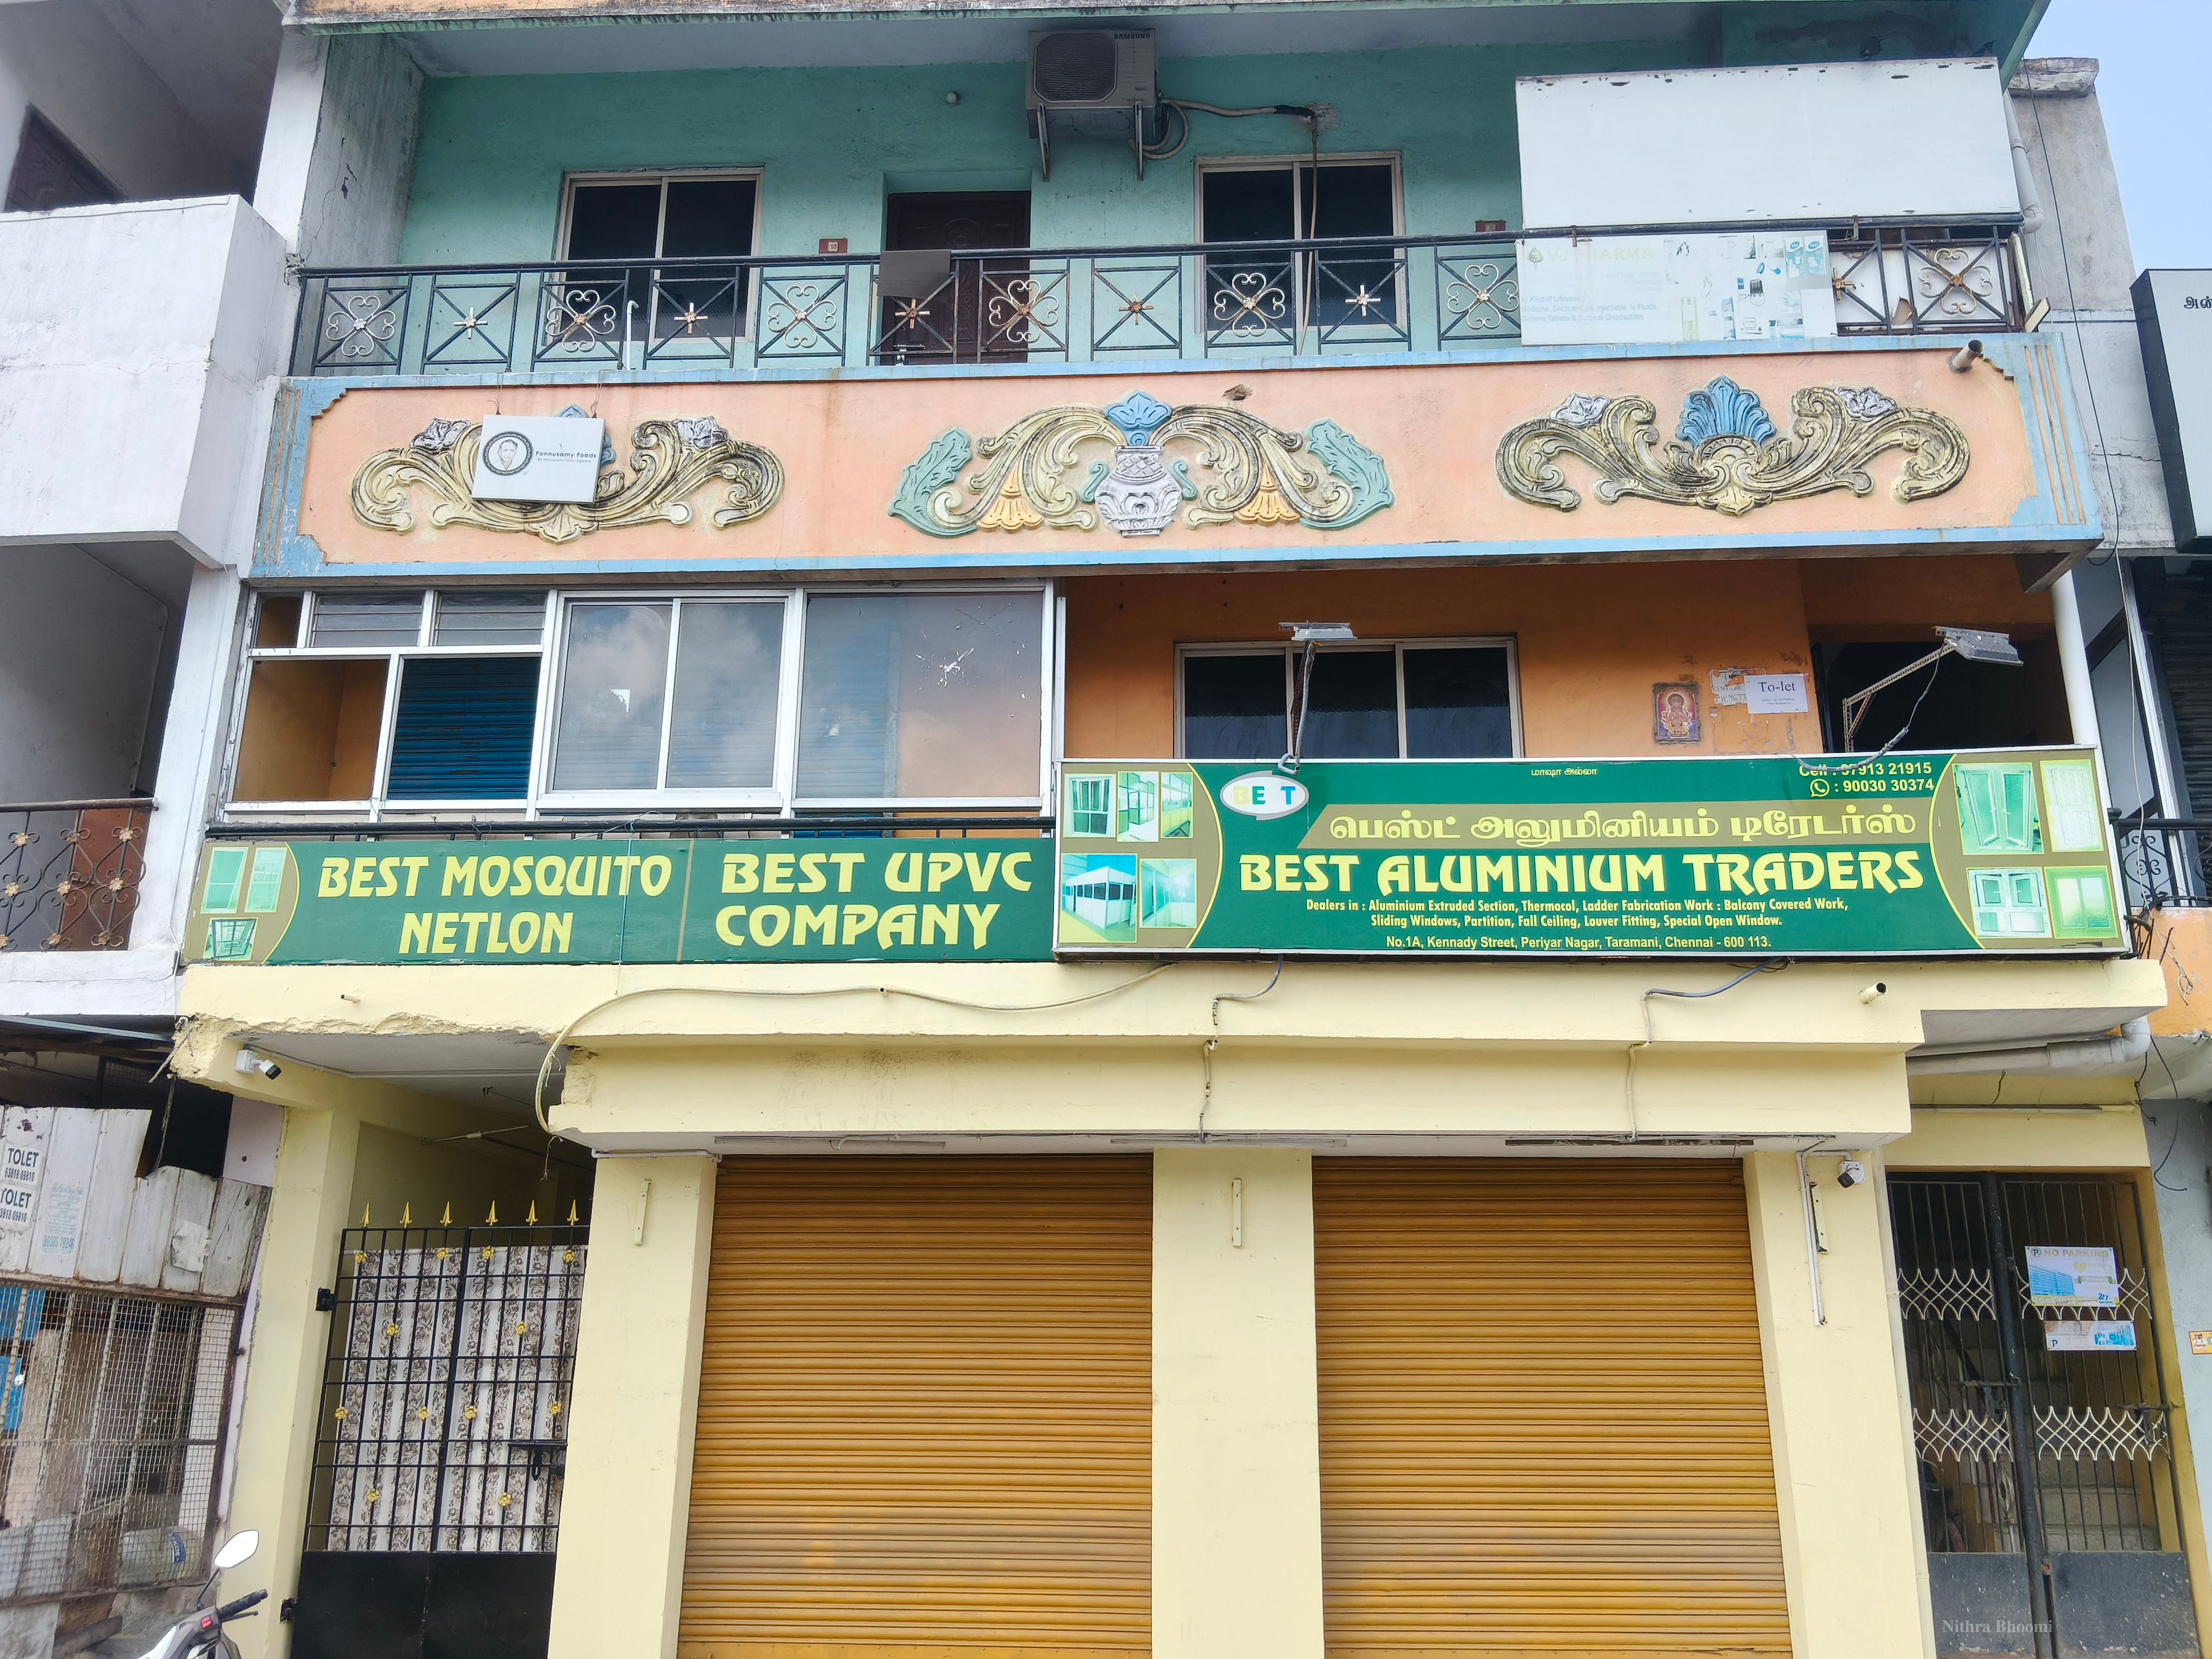 SAMSUNG
VJ PHARMA
Ponnusamy Foods
To-let
மாஷா அல்லா
Cell : 97913 21915
: 90030 30374
BEST
பெஸ்ட் அலுமினியம் டிரேடர்ஸ்
BEST ALUMINIUM TRADERS
Dealers in : Aluminium Extruded Section, Thermocol, Ladder Fabrication Work : Balcony Covered Work,
Sliding Windows, Partition, Fall Ceiling, Louver Fitting, Special Open Window.
No.1A, Kennady Street, Periyar Nagar, Taramani, Chennai - 600 113.
BEST MOSQUITO
NETLON
BEST UPVC
COMPANY
TOLET
TOLET
NO PARKING
Nithra Bhoomi